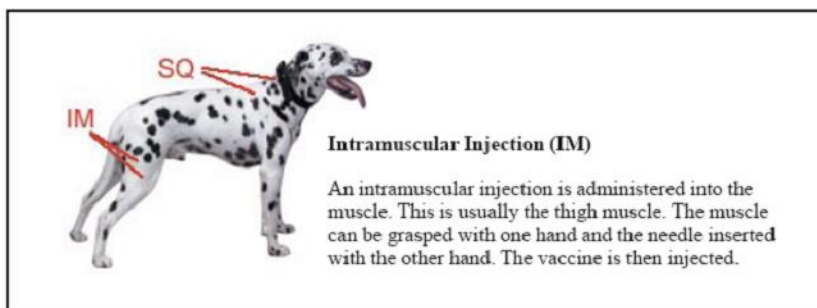 SQ
IM
Intramuscular Injection (IM)
An intramuscular injection is administered into the
muscle. This is usually the thigh muscle. The muscle
can be grasped with one hand and the needle inserted
with the other hand. The vaccine is then injected.